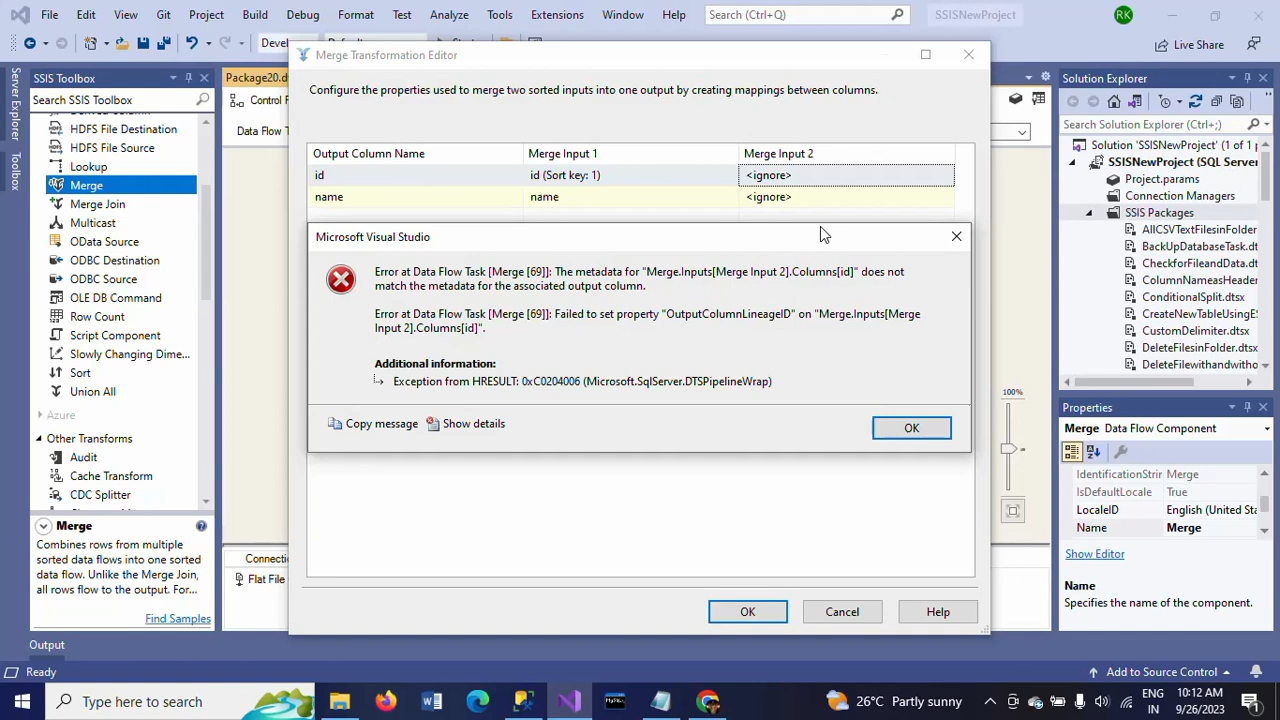 File Edit View Git Project Build Debug Format Test Analyze Tools Extensions Window Help Search (Ctrl+;) SSISNewProject RK
Develo Start
Live Share
Server Explorer
Toolbox
SSIS Toolbox
Search SSIS Toolbox
HDFS File Destination
HDFS File Source
Lookup
Merge
Merge Join
Multicast
OData Source
ODBC Destination
ODBC Source
OLE DB Command
Row Count
Script Component
Slowly Changing Dime...
Sort
Union All
Azure
Other Transforms
Audit
Cache Transform
CDC Splitter
Merge
Combines rows from multiple
sorted data flows into one sorted
data flow. Unlike the Merge Join,
all rows flow to the output. For...
Find Samples
Package20.d
Control F
Data Flow T
Connectio
Flat File
Merge Transformation Editor
Configure the properties used to merge two sorted inputs into one output by creating mappings between columns.
Output Column Name Merge Input 1 Merge Input 2
id id (Sort key: 1) <ignore>
name name <ignore>
Microsoft Visual Studio
Error at Data Flow Task [Merge [69]]: The metadata for "Merge.Inputs[Merge Input 2].Columns[id]" does not
match the metadata for the associated output column.
Error at Data Flow Task [Merge [69]]: Failed to set property "OutputColumnLineageID" on "Merge.Inputs[Merge
Input 2].Columns[id]".
Additional information:
Exception from HRESULT: 0xC0204006 (Microsoft.SqlServer.DTSPipelineWrap)
Copy message Show details OK
OK Cancel Help
100%
Solution Explorer
Search Solution Explorer (Ctrl+;)
Solution 'SSISNewProject' (1 of 1
SSISNewProject (SQL Server
Project.params
Connection Managers
SSIS Packages
AllCSVTextFilesinFolder
BackUpDatabaseTask.dt
CheckforFileandData.d
ColumnNameasHeader
ConditionalSplit.dtsx
CreateNewTableUsingE
CustomDelimiter.dtsx
DeleteFilesinFolder.dts
DeleteFilewithandwitho
Properties
Merge Data Flow Component
IdentificationStrir Merge
IsDefaultLocale True
LocaleID English (United Sta
Name Merge
Show Editor
Name
Specifies the name of the component.
Output
Ready
Add to Source Control
Type here to search
26°C Partly sunny
ENG
IN
10:12 AM
9/26/2023
1